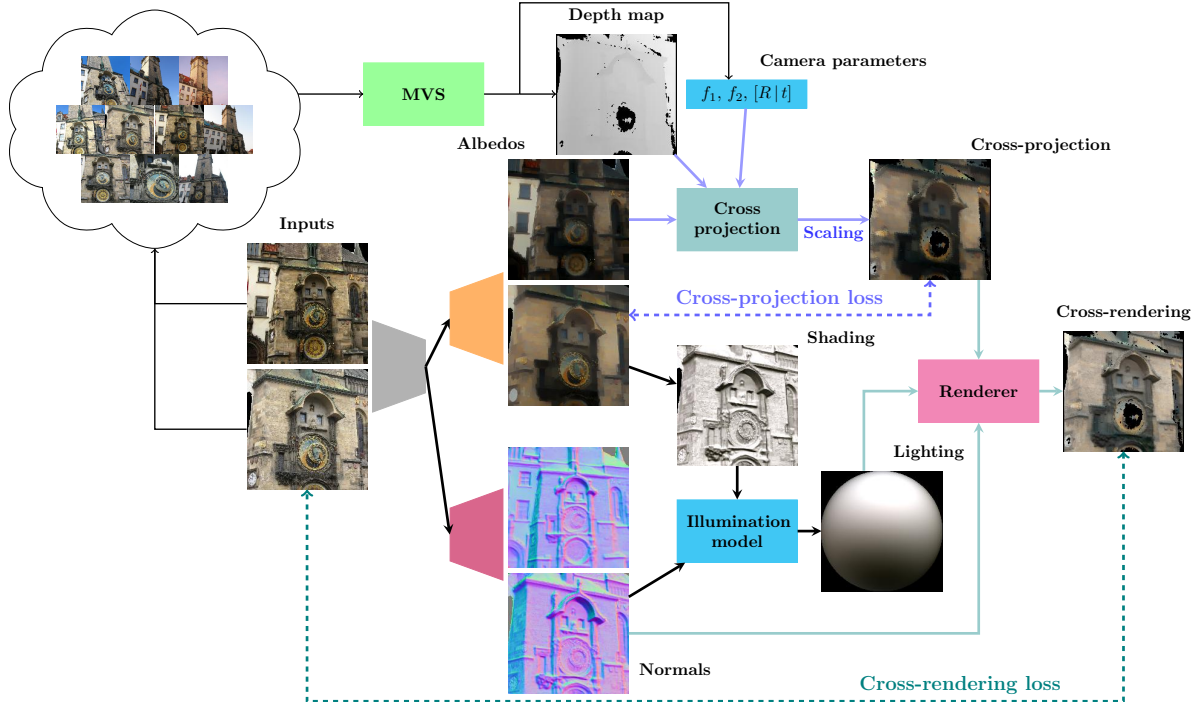 Depth map
Camera parameters
MVS
f₁, f₂, [R | t]
Albedos
Cross-projection
Cross
projection
Scaling
Inputs
Cross-projection loss
Cross-rendering
Shading
Renderer
Lighting
Illumination
model
Normals
Cross-rendering loss